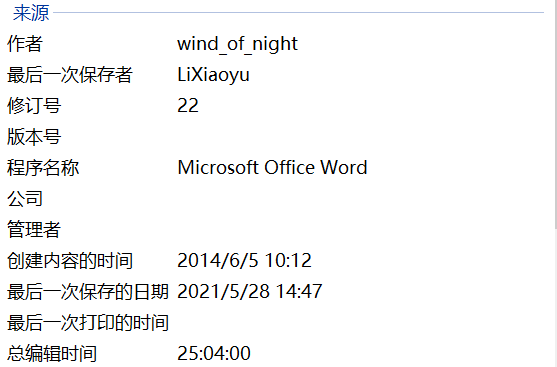 来源
作者 wind_of_night
最后一次保存者 LiXiaoyu
修订号 22
版本号
程序名称 Microsoft Office Word
公司
管理者
创建内容的时间 2014/6/5 10:12
最后一次保存的日期 2021/5/28 14:47
最后一次打印的时间
总编辑时间 25:04:00